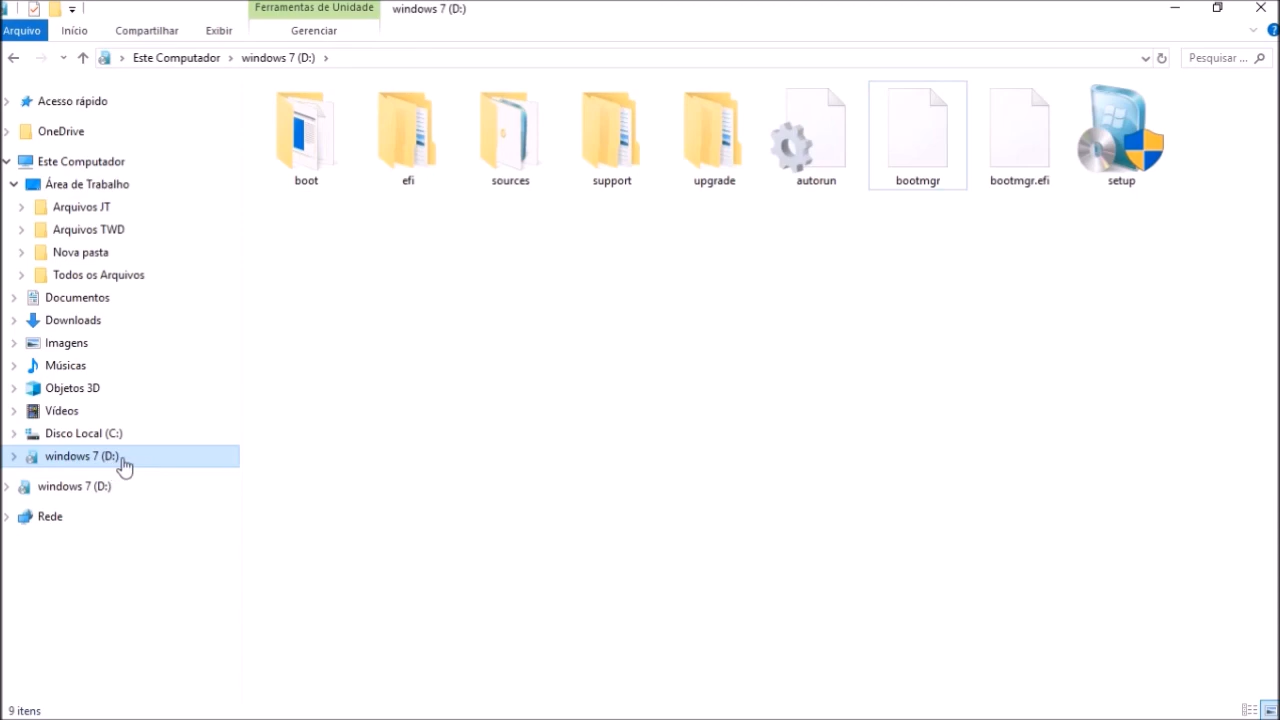 Ferramentas de Unidade
windows 7 (D:)
Arquivo
Início
Compartilhar
Exibir
Gerenciar
Este Computador
windows 7 (D:)
Pesquisar ...
Acesso rápido
OneDrive
Este Computador
Área de Trabalho
Arquivos JT
Arquivos TWD
Nova pasta
Todos os Arquivos
Documentos
Downloads
Imagens
Músicas
Objetos 3D
Vídeos
Disco Local (C:)
windows 7 (D:)
windows 7 (D:)
Rede
boot
efi
sources
support
upgrade
autorun
bootmgr
bootmgr.efi
setup
9 itens